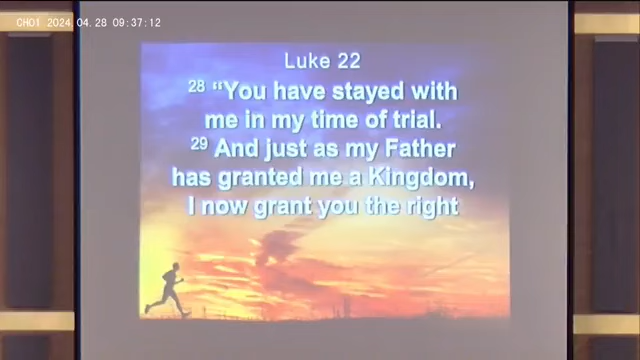 CH01 2024.04.28 09:37:12
Luke 22
28 “You have stayed with
me in my time of trial.
29 And just as my Father
has granted me a Kingdom,
I now grant you the right